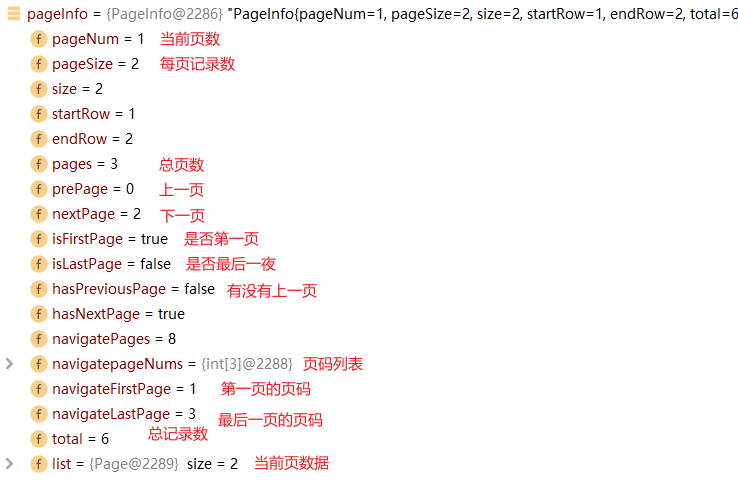 pageInfo = {PageInfo@2286} "PageInfo{pageNum=1, pageSize=2, size=2, startRow=1, endRow=2, total=6
f pageNum = 1 当前页数
f pageSize = 2 每页记录数
f size = 2
f startRow = 1
f endRow = 2
f pages = 3 总页数
f prePage = 0 上一页
f nextPage = 2 下一页
f isFirstPage = true 是否第一页
f isLastPage = false 是否最后一夜
f hasPreviousPage = false 有没有上一页
f hasNextPage = true
f navigatePages = 8
f navigatepageNums = {int[3]@2288} 页码列表
f navigateFirstPage = 1 第一页的页码
f navigateLastPage = 3 最后一页的页码
f total = 6 总记录数
f list = {Page@2289} size = 2 当前页数据